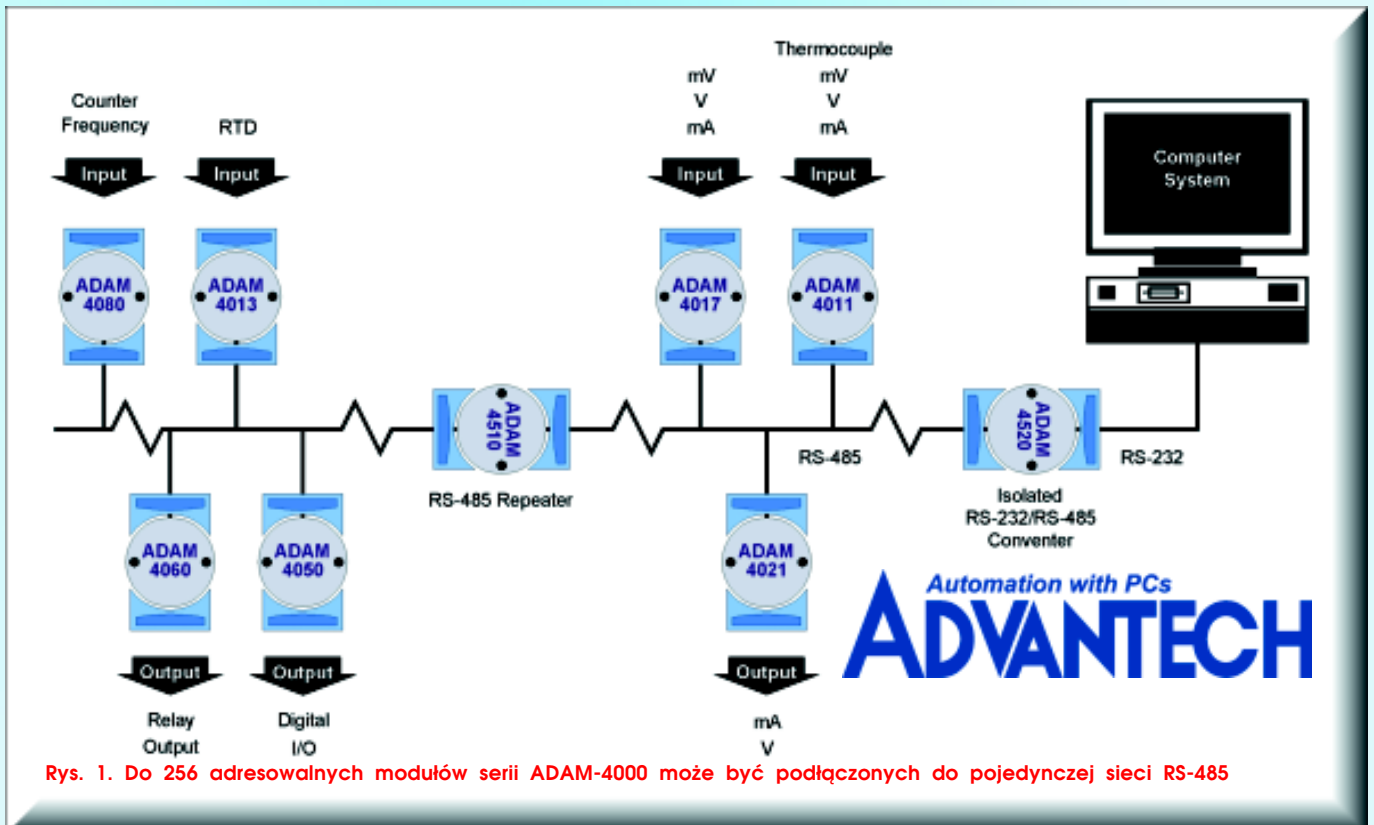 Counter
Frequency
Input
ADAM
4080
RTD
Input
ADAM
4013
mV
V
mA
Input
ADAM
4017
Thermocouple
mV
V
mA
Input
ADAM
4011
Computer
System
ADAM
4510
RS-485 Repeater
RS-485
ADAM
4520
RS-232
Isolated
RS-232/RS-485
Conventer
ADAM
4060
Output
Relay
Output
ADAM
4050
Output
Digital
I/O
ADAM
4021
Output
mA
V
Automation with PCs
ADVANTECH
Rys. 1. Do 256 adresowalnych modułów serii ADAM-4000 może być podłączonych do pojedynczej sieci RS-485